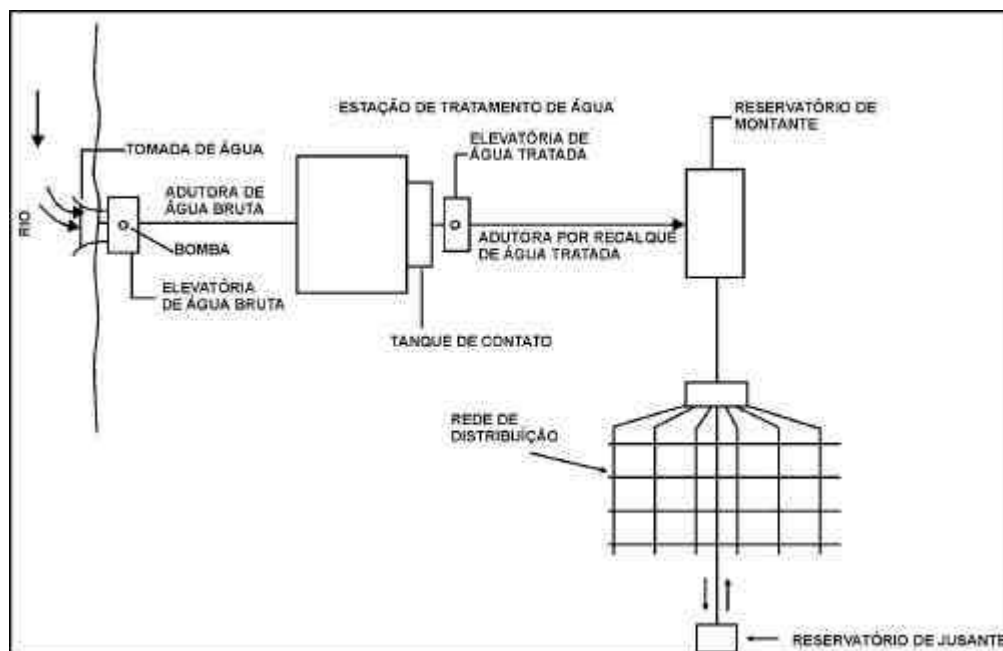 ESTAÇÃO DE TRATAMENTO DE ÁGUA
RESERVATÓRIO DE
MONTANTE
TOMADA DE ÁGUA
ELEVATÓRIA DE
ÁGUA TRATADA
ADUTORA DE
ÁGUA BRUTA
RIO
BOMBA
ADUTORA POR RECALQUE
DE ÁGUA TRATADA
ELEVATÓRIA
DE ÁGUA BRUTA
TANQUE DE CONTATO
REDE DE
DISTRIBUÍÇÃO
RESERVATÓRIO DE JUSANTE